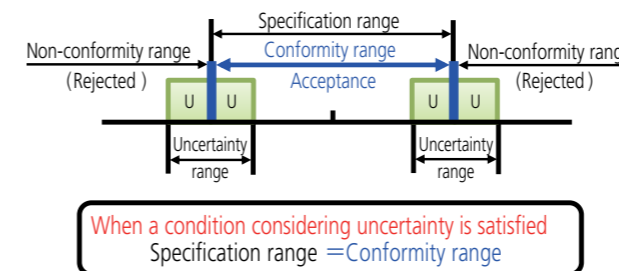 Specification range
Non-conformity range
Conformity range
Non-conformity rang
(Rejected )
Acceptance
(Rejected )
U U
U U
Uncertainty range
Uncertainty range
When a condition considering uncertainty is satisfied
Specification range =Conformity range